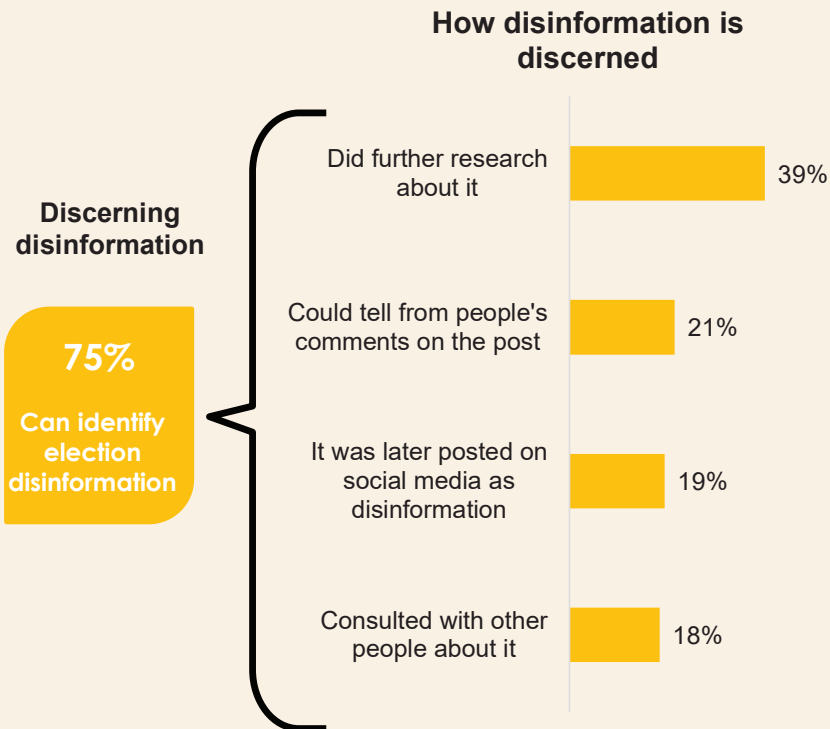 How disinformation is
discerned
Discerning
disinformation
75%
Can identify
election
disinformation
Did further research
about it
39%
Could tell from people's
comments on the post
21%
It was later posted on
social media as
disinformation
19%
Consulted with other
people about it
18%